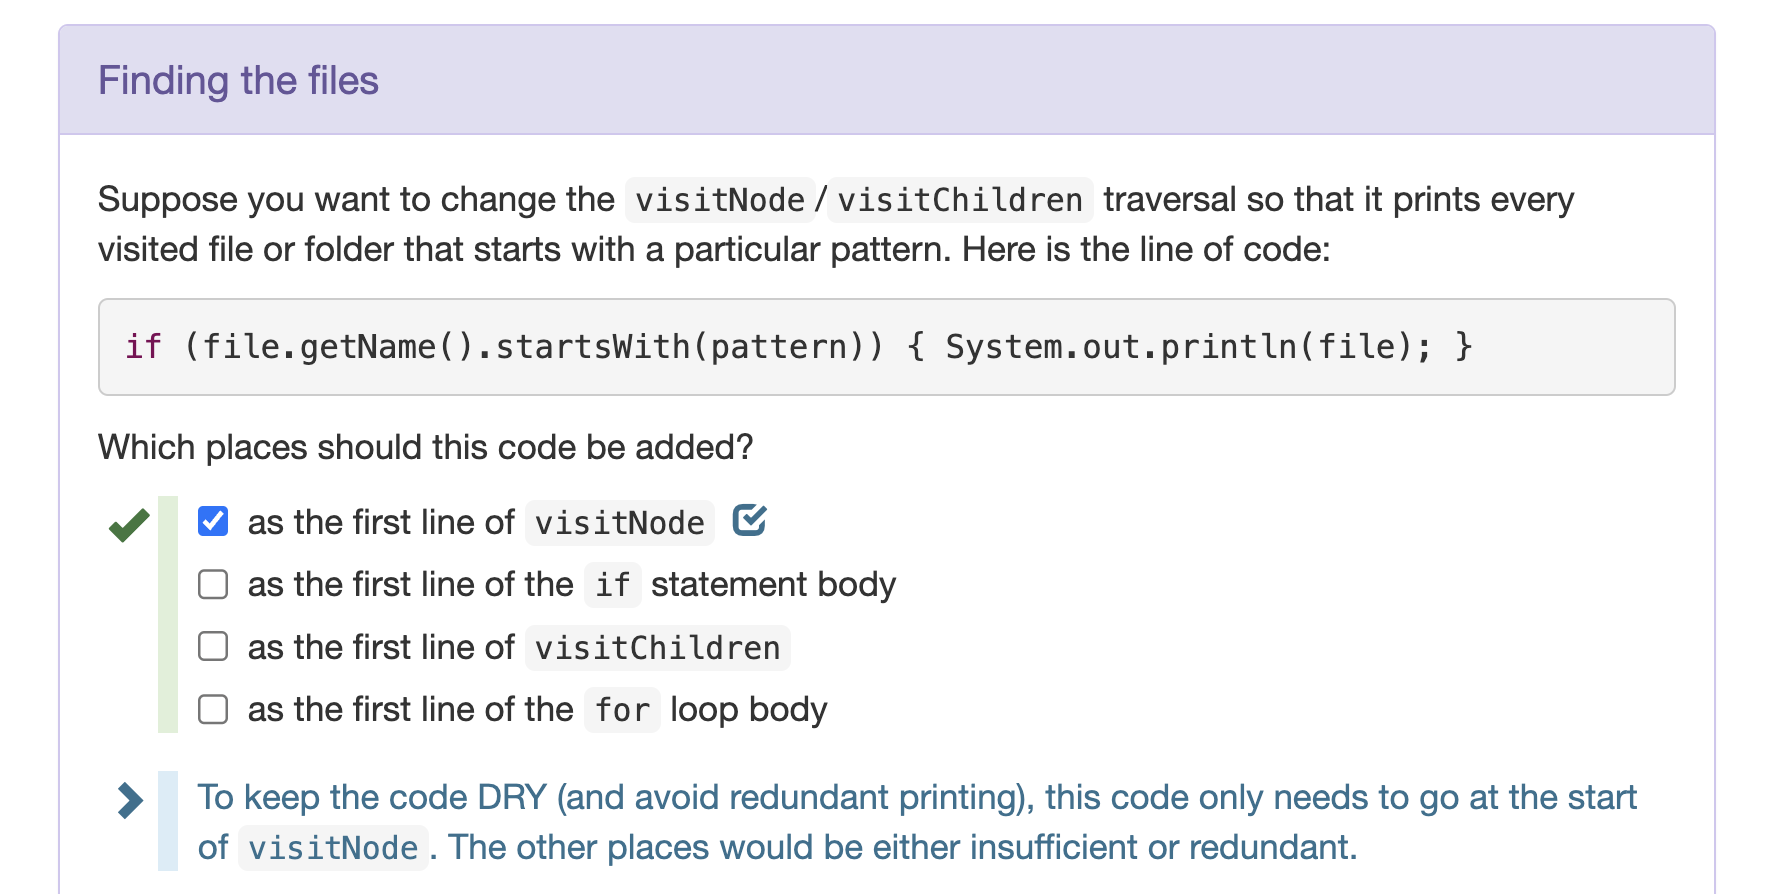 Finding the files
Suppose you want to change the visitNode/visitChildren traversal so that it prints every
visited file or folder that starts with a particular pattern. Here is the line of code:
if (file.getName().startsWith(pattern)) { System.out.println(file); }
Which places should this code be added?
as the first line of visitNode
as the first line of the if statement body
as the first line of visitChildren
as the first line of the for loop body
To keep the code DRY (and avoid redundant printing), this code only needs to go at the start
of visitNode. The other places would be either insufficient or redundant.